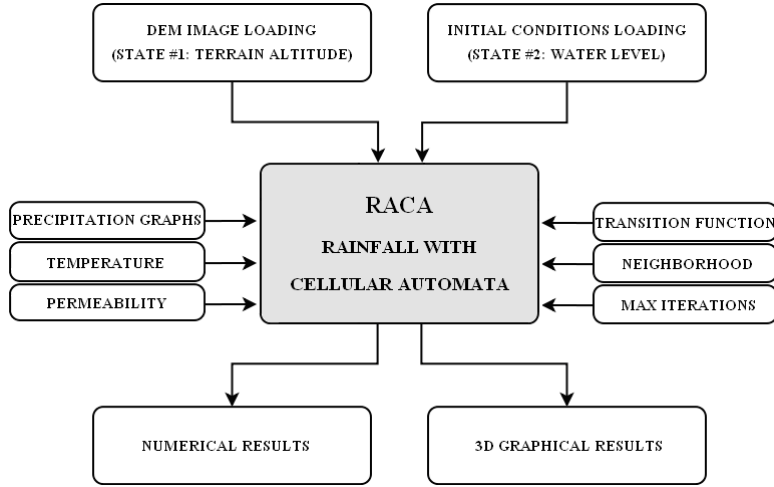 DEM IMAGE LOADING
(STATE #1: TERRAIN ALTITUDE)
INITIAL CONDITIONS LOADING
(STATE #2: WATER LEVEL)
PRECIPITATION GRAPHS
TEMPERATURE
PERMEABILITY
RACA
RAINFALL WITH
CELLULAR AUTOMATA
TRANSITION FUNCTION
NEIGHBORHOOD
MAX ITERATIONS
NUMERICAL RESULTS
3D GRAPHICAL RESULTS